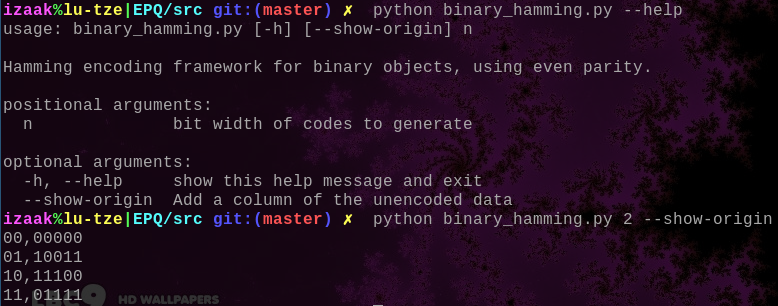 izaak%lu-tze|EPQ/src git:(master) ✗  python binary_hamming.py --help
usage: binary_hamming.py [-h] [--show-origin] n

Hamming encoding framework for binary objects, using even parity.

positional arguments:
  n              bit width of codes to generate

optional arguments:
  -h, --help     show this help message and exit
  --show-origin  Add a column of the unencoded data
izaak%lu-tze|EPQ/src git:(master) ✗  python binary_hamming.py 2 --show-origin
00,00000
01,10011
10,11100
11,01111
HD WALLPAPERS